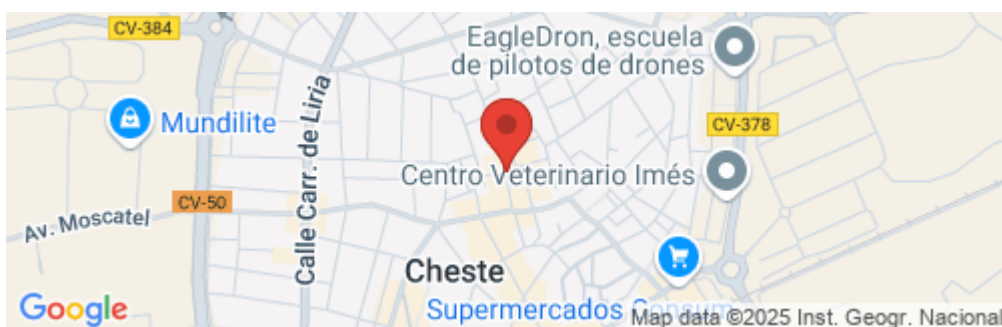 CV-384
EagleDron, escuela
de pilotos de drones
Mundilite
Calle Carr. de Liria
CV-378
Centro Veterinario Imés
CV-50
Av. Moscatel
Cheste
Supermercados Consum
Google
Map data ©2025 Inst. Geogr. Nacional